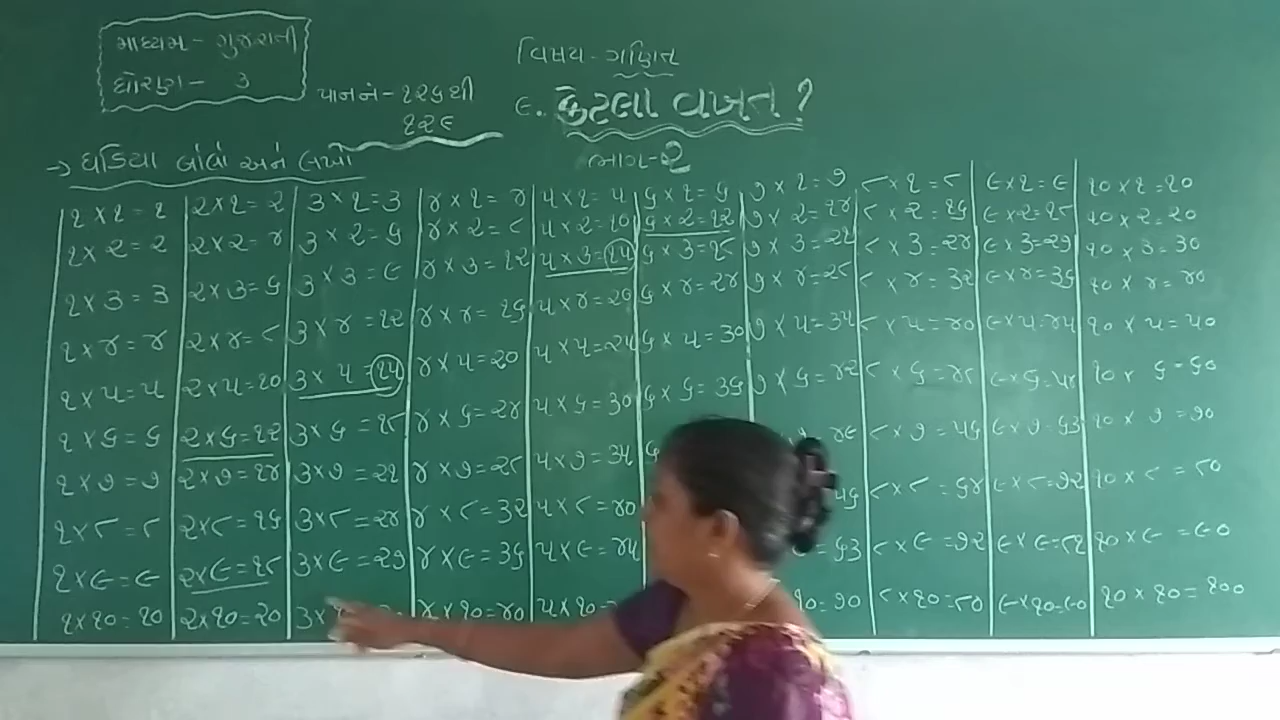 માધ્યમ - ગુજરાતી
ધોરણ - ૩
વિષય - ગણિત
પાન નં - ૧૨૬ થી
૧૨૯
૯. કેટલા વખત ?
ભાગ-૨
→ ઘડિયા બોલો અને લખો
૧ × ૧ = ૧
૧ × ૨ = ૨
૧ × ૩ = ૩
૧ × ૪ = ૪
૧ × ૫ = ૫
૧ × ૬ = ૬
૧ × ૭ = ૭
૧ × ૮ = ૮
૧ × ૯ = ૯
૧ × ૧૦ = ૧૦
૨ × ૧ = ૨
૨ × ૨ = ૪
૨ × ૩ = ૬
૨ × ૪ = ૮
૨ × ૫ = ૧૦
૨ × ૬ = ૧૨
૨ × ૭ = ૧૪
૨ × ૮ = ૧૬
૨ × ૯ = ૧૮
૨ × ૧૦ = ૨૦
૩ × ૧ = ૩
૩ × ૨ = ૬
૩ × ૩ = ૯
૩ × ૪ = ૧૨
૩ × ૫ = ૧૫
૩ × ૬ = ૧૮
૩ × ૭ = ૨૧
૩ × ૮ = ૨૪
૩ × ૯ = ૨૭
૩ ×
૪ × ૧ = ૪
૪ × ૨ = ૮
૪ × ૩ = ૧૨
૪ × ૪ = ૧૬
૪ × ૫ = ૨૦
૪ × ૬ = ૨૪
૪ × ૭ = ૨૮
૪ × ૮ = ૩૨
૪ × ૯ = ૩૬
૪ × ૧૦ = ૪૦
૫ × ૧ = ૫
૫ × ૨ = ૧૦
૫ × ૩ = ૧૫
૫ × ૪ = ૨૦
૫ × ૫ = ૨૫
૫ × ૬ = ૩૦
૫ × ૭ = ૩૫
૫ × ૮ = ૪૦
૫ × ૯ = ૪૫
૫ × ૧૦ =
૬ × ૧ = ૬
૬ × ૨ = ૧૨
૬ × ૩ = ૧૮
૬ × ૪ = ૨૪
૬ × ૫ = ૩૦
૬ × ૬ = ૩૬
૬
૭ × ૧ = ૭
૭ × ૨ = ૧૪
૭ × ૩ = ૨૧
૭ × ૪ = ૨૮
૭ × ૫ = ૩૫
૭ × ૬ = ૪૨
૪૯
૫૬
= ૬૩
૧૦ = ૭૦
૮ × ૧ = ૮
૮ × ૨ = ૧૬
૮ × ૩ = ૨૪
૮ × ૪ = ૩૨
૮ × ૫ = ૪૦
૮ × ૬ = ૪૮
૮ × ૭ = ૫૬
૮ × ૮ = ૬૪
૮ × ૯ = ૭૨
૮ × ૧૦ = ૮૦
૯ × ૧ = ૯
૯ × ૨ = ૧૮
૯ × ૩ = ૨૭
૯ × ૪ = ૩૬
૯ × ૫ = ૪૫
૯ × ૬ = ૫૪
૯ × ૭ = ૬૩
૯ × ૮ = ૭૨
૯ × ૯ = ૮૧
૯ × ૧૦ = ૯૦
૧૦ × ૧ = ૧૦
૧૦ × ૨ = ૨૦
૧૦ × ૩ = ૩૦
૧૦ × ૪ = ૪૦
૧૦ × ૫ = ૫૦
૧૦ × ૬ = ૬૦
૧૦ × ૭ = ૭૦
૧૦ × ૮ = ૮૦
૧૦ × ૯ = ૯૦
૧૦ × ૧૦ = ૧૦૦